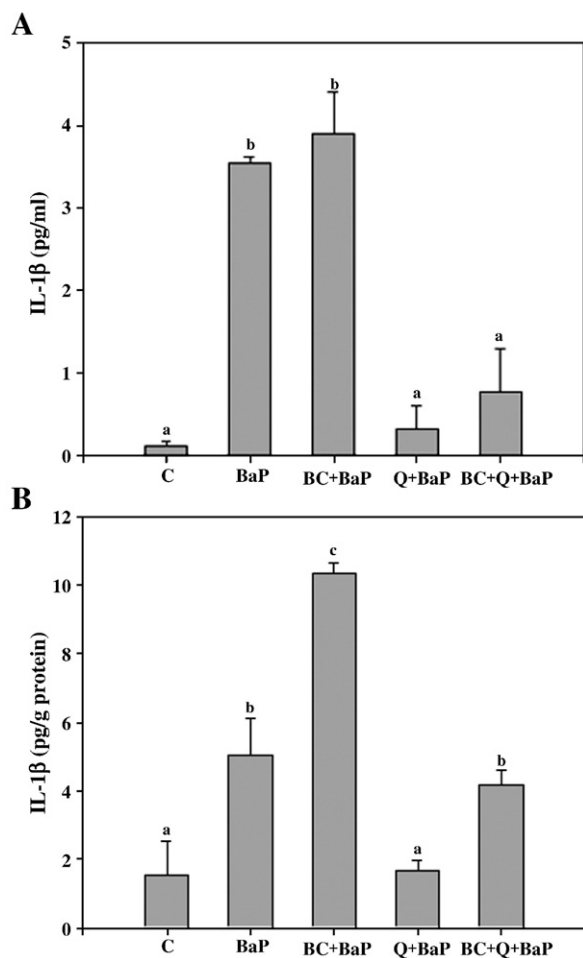 A
5
4
3
2
1
0
IL-1β (pg/ml)
a
b
b
a
a
C BaP BC+BaP Q+BaP BC+Q+BaP
B
12
10
8
6
4
2
0
IL-1β (pg/g protein)
a
b
c
a
b
C BaP BC+BaP Q+BaP BC+Q+BaP